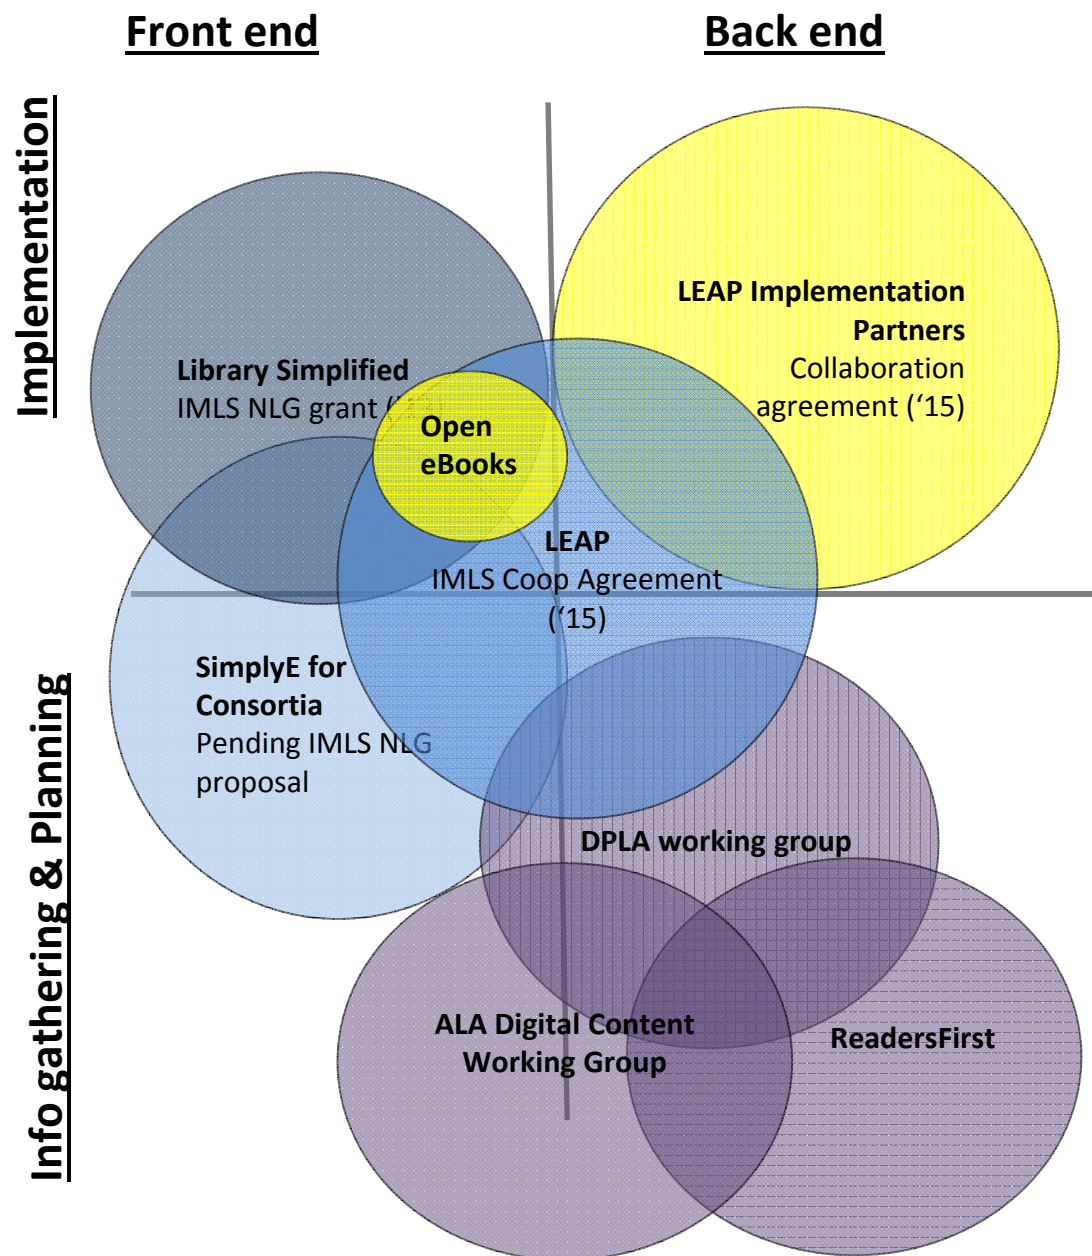 Front end
Back end
Implementation
LEAP Implementation
Partners
Collaboration
agreement (‘15)
Library Simplified
IMLS NLG grant (
Open
eBooks
LEAP
IMLS Coop Agreement
(‘15)
Info gathering & Planning
SimplyE for
Consortia
Pending IMLS NLG
proposal
DPLA working group
ALA Digital Content
Working Group
ReadersFirst